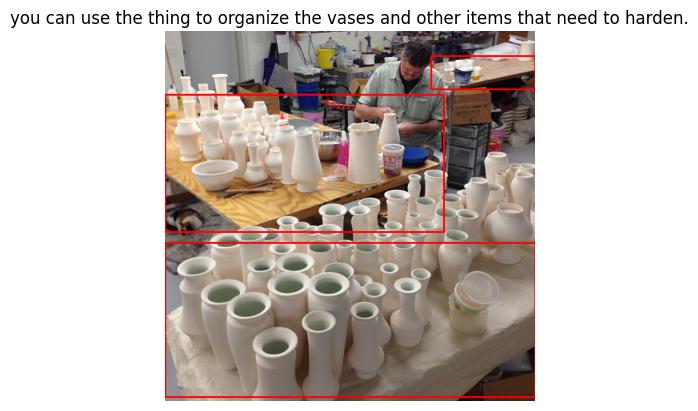 you can use the thing to organize the vases and other items that need to harden.